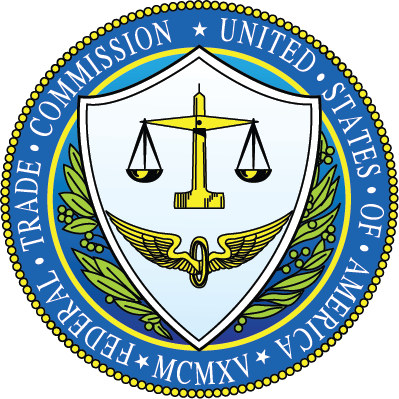 FEDERAL · TRADE · COMMISSION ★ UNITED · STATES · OF · AMERICA ·
★ MCMXV ★